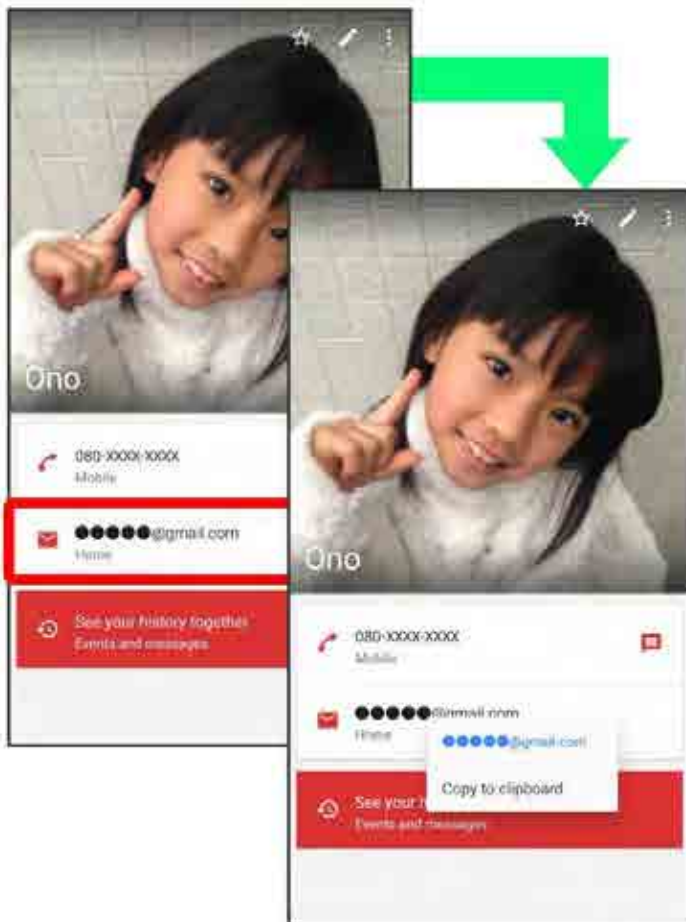 Ono
080-XXXX-XXXX
Mobile
●●●●●@gmail.com
Home
See your history together
Events and messages
Ono
080-XXXX-XXXX
Mobile
●●●●●@gmail.com
Home
●●●●●@gmail.com
Copy to clipboard
See your h
Events and messages